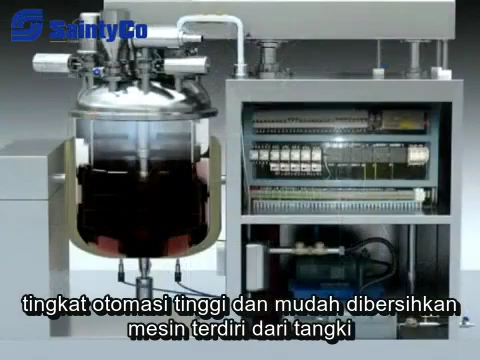 SaintyCo
tingkat otomasi tinggi dan mudah dibersihkan
mesin terdiri dari tangki